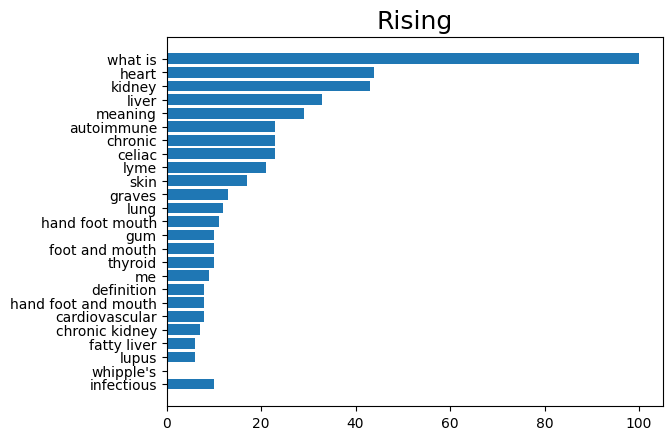 Rising
what is
heart
kidney
liver
meaning
autoimmune
chronic
celiac
lyme
skin
graves
lung
hand foot mouth
gum
foot and mouth
thyroid
me
definition
hand foot and mouth
cardiovascular
chronic kidney
fatty liver
lupus
whipple's
infectious
0 20 40 60 80 100